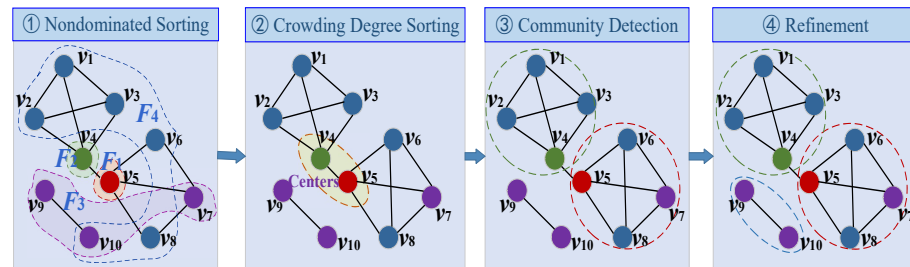 ① Nondominated Sorting
② Crowding Degree Sorting
③ Community Detection
④ Refinement
v1
v2
v3
F4
v6
v4
F2
F1
v5
v9
F3
v7
v10
v8
v1
v2
v3
v4
v6
Centers
v5
v9
v7
v10
v8
v1
v2
v3
v4
v6
v5
v9
v7
v10
v8
v1
v2
v3
v4
v6
v5
v9
v7
v10
v8